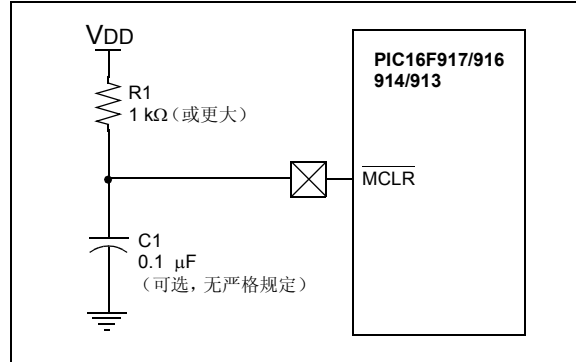 VDD
R1
1 kΩ（或更大）
C1
0.1 μF
（可选，无严格规定）
PIC16F917/916
914/913
MCLR